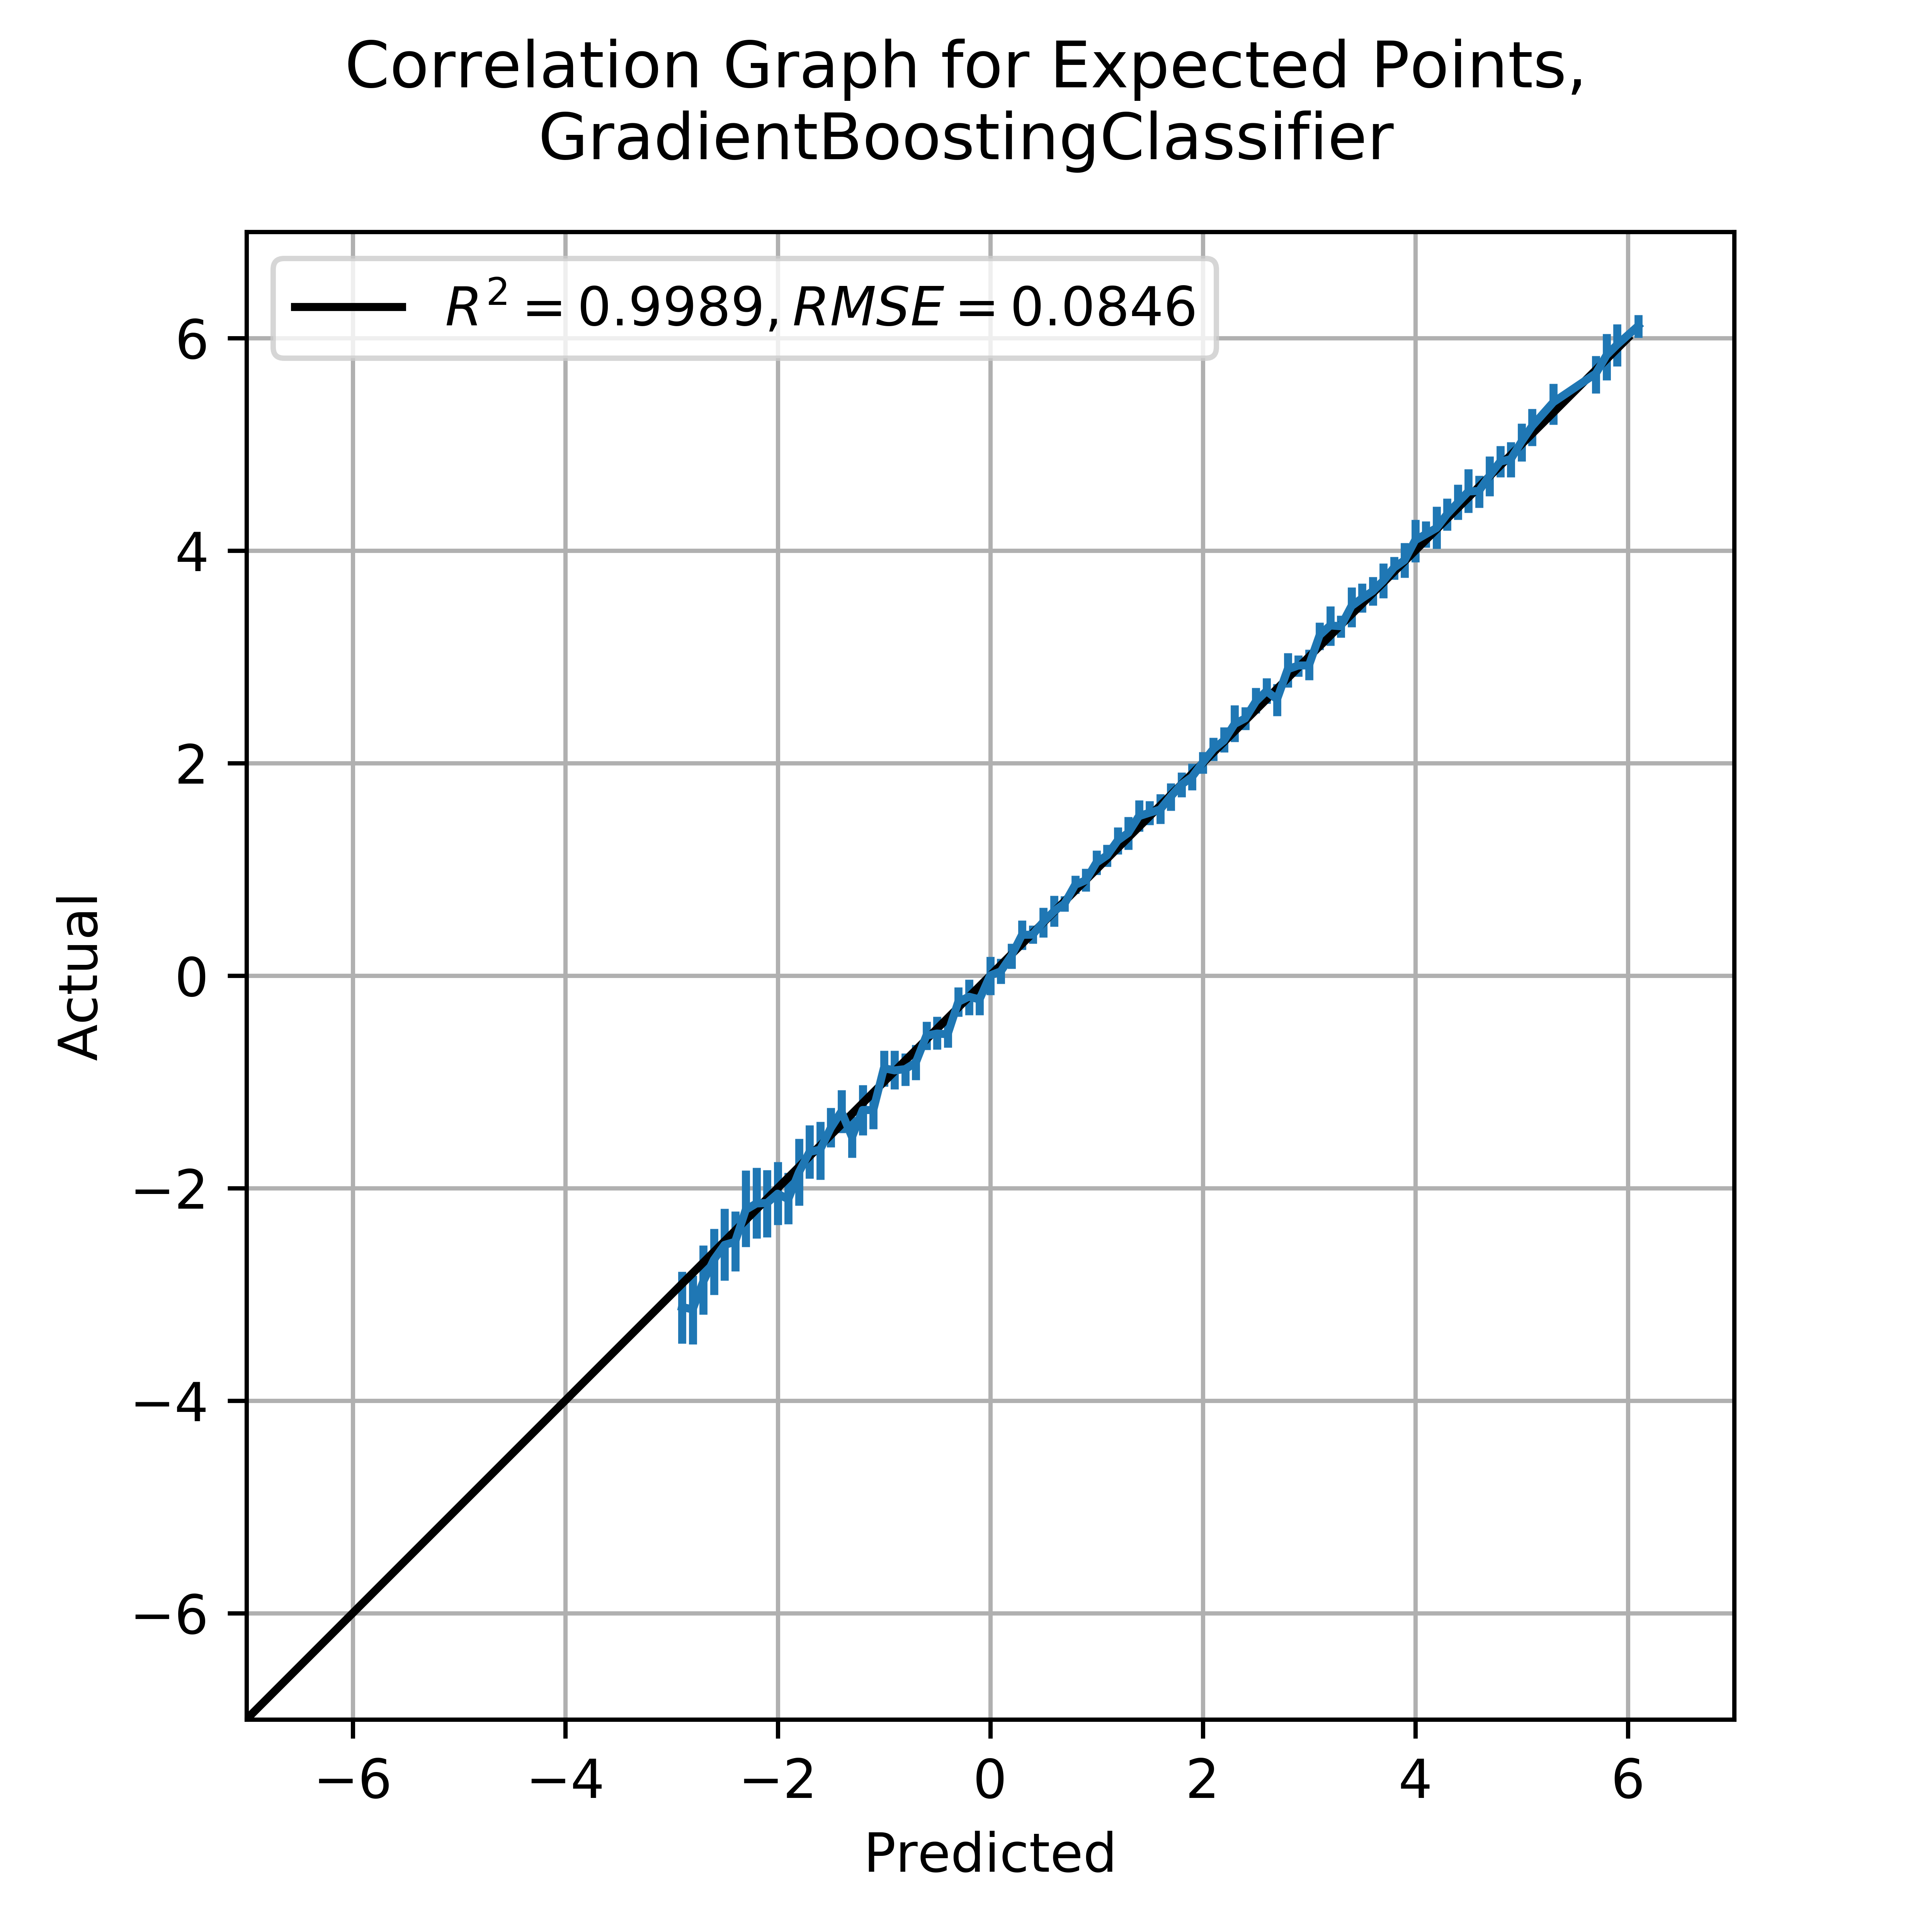 Correlation Graph for Expected Points,
GradientBoostingClassifier
R² = 0.9989, RMSE = 0.0846
6
4
2
0
−2
−4
−6
Actual
−6 −4 −2 0 2 4 6
Predicted